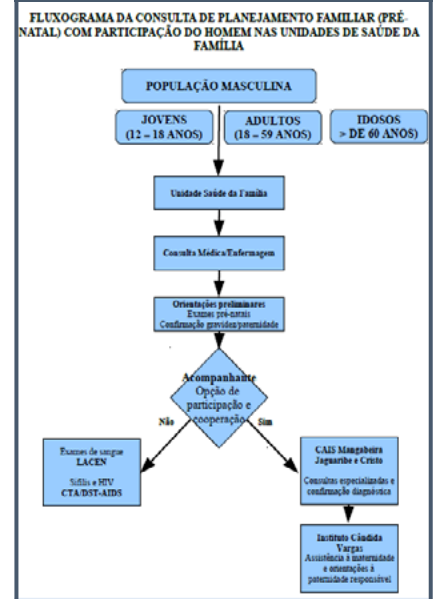 FLUXOGRAMA DA CONSULTA DE PLANEJAMENTO FAMILIAR (PRÉ-
NATAL) COM PARTICIPAÇÃO DO HOMEM NAS UNIDADES DE SAÚDE DA
FAMÍLIA
POPULAÇÃO MASCULINA
JOVENS
(12 – 18 ANOS)
ADULTOS
(18 – 59 ANOS)
IDOSOS
> DE 60 ANOS)
Unidade Saúde da Família
Consulta Médica/Enfermagem
Orientações preliminares
Exames pré-natais
Confirmação gravidez/paternidade
Acompanhante
Opção de
participação e
cooperação
Não
Sim
Exames de sangue
LACEN
Sífilis e HIV
CTA/DST-AIDS
CAIS Mangabeira
Jaguaribe e Cristo
Consultas especializadas e
confirmação diagnóstica
Instituto Cândida
Vargas
Assistência à maternidade
e orientações à
paternidade responsável